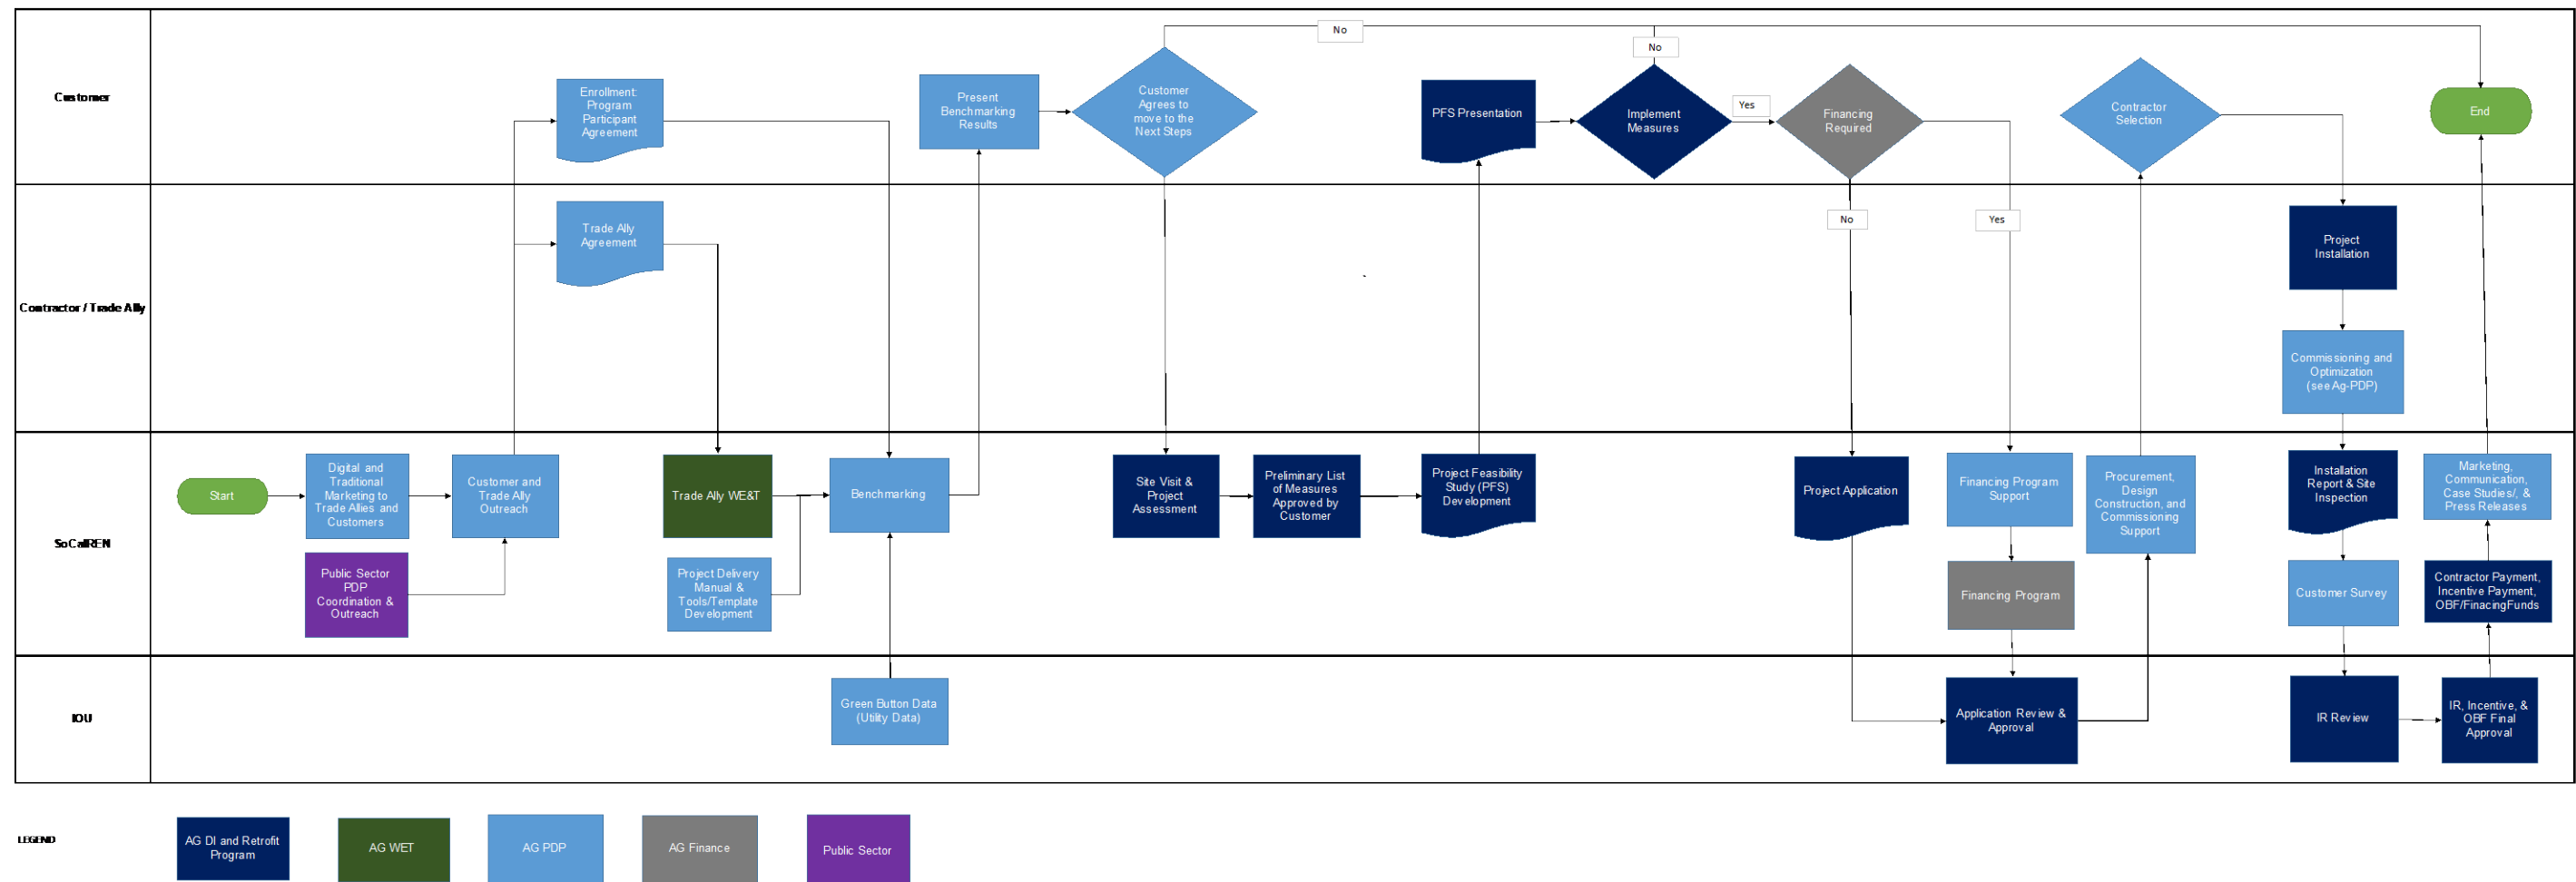 Customer
Enrollment:
Program
Participant
Agreement
Present
Benchmarking
Results
Customer
Agrees to
move to the
Next Steps
No
PFS Presentation
No
Implement
Measures
Yes
Financing
Required
Contractor
Selection
End
Contractor / Trade Ally
Trade Ally
Agreement
No
Yes
Project
Installation
Commissioning and
Optimization
(see Ag-PDP)
SoCalREN
Start
Digital and
Traditional
Marketing to
Trade Allies and
Customers
Public Sector
PDP
Coordination &
Outreach
Customer and
Trade Ally
Outreach
Trade Ally WE&T
Project Delivery
Manual &
Tools/Template
Development
Benchmarking
Site Visit &
Project
Assessment
Preliminary List
of Measures
Approved by
Customer
Project Feasibility
Study (PFS)
Development
Project Application
Financing Program
Support
Financing Program
Procurement,
Design
Construction, and
Commissioning
Support
Installation
Report & Site
Inspection
Customer Survey
Marketing,
Communication,
Case Studies/, &
Press Releases
Contractor Payment,
Incentive Payment,
OBF/FinacingFunds
IOU
Green Button Data
(Utility Data)
Application Review &
Approval
IR Review
IR, Incentive, &
OBF Final
Approval
LEGEND
AG DI and Retrofit
Program
AG WET
AG PDP
AG Finance
Public Sector